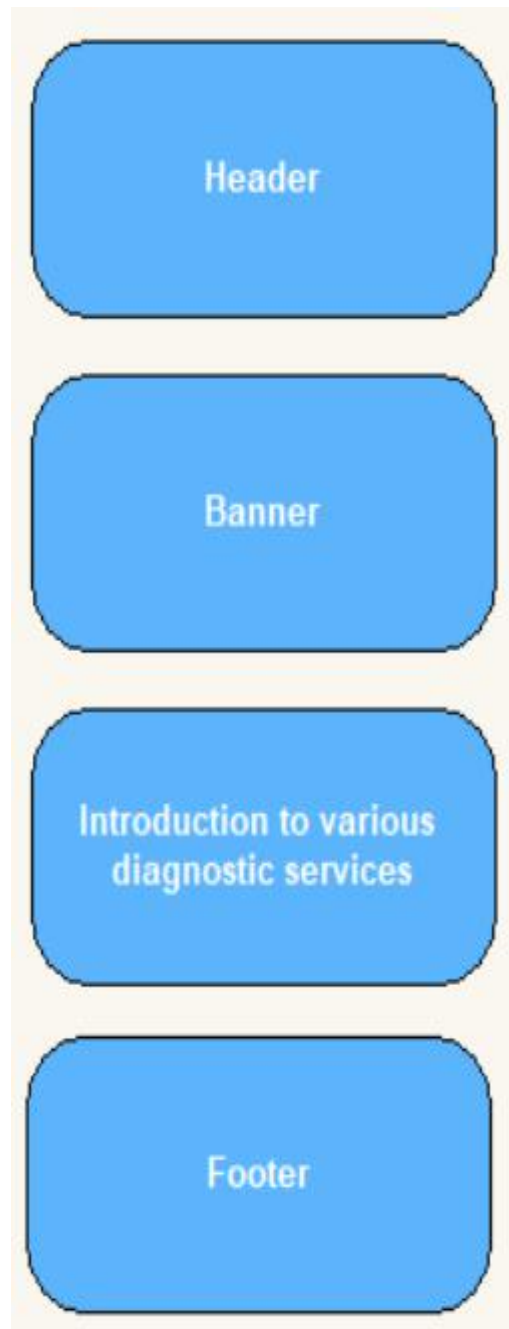 Header
Banner
Introduction to various
diagnostic services
Footer